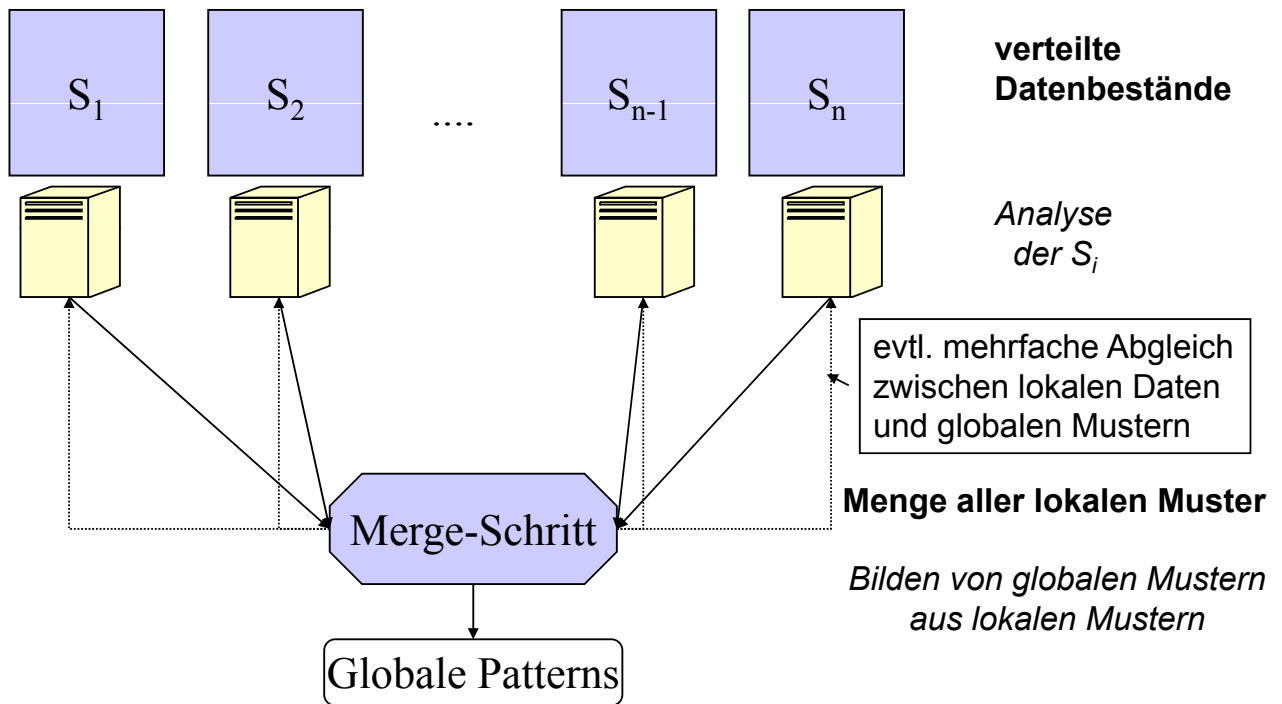 S1
S2
....
Sn-1
Sn
verteilte
Datenbestände
Analyse
der Si
evtl. mehrfache Abgleich
zwischen lokalen Daten
und globalen Mustern
Menge aller lokalen Muster
Merge-Schritt
Bilden von globalen Mustern
aus lokalen Mustern
Globale Patterns